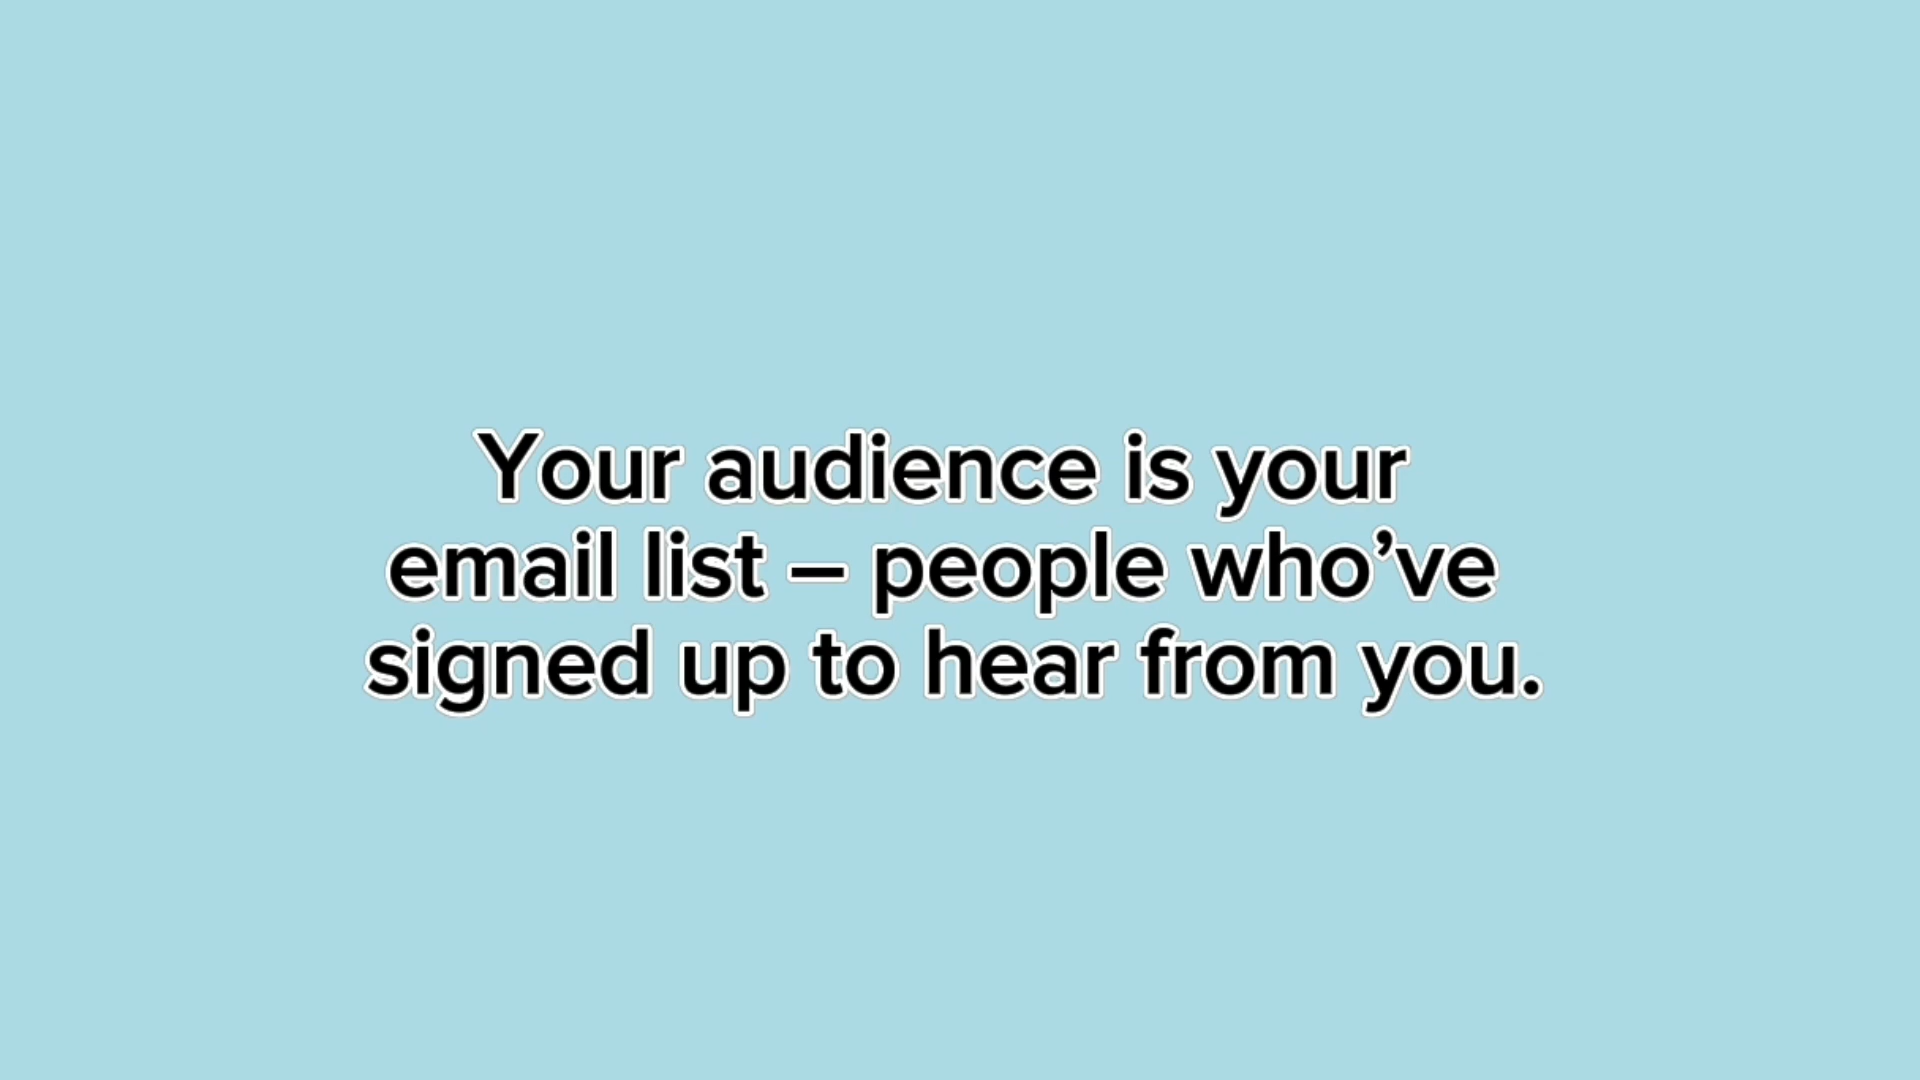 Your audience is your
email list – people who’ve
signed up to hear from you.